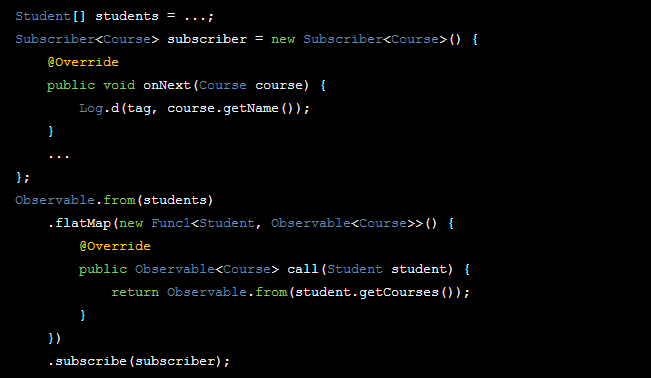 Student[] students = ...;
Subscriber<Course> subscriber = new Subscriber<Course>() {
    @Override
    public void onNext(Course course) {
        Log.d(tag, course.getName());
    }
    ...
};
Observable.from(students)
    .flatMap(new Func1<Student, Observable<Course>>() {
        @Override
        public Observable<Course> call(Student student) {
            return Observable.from(student.getCourses());
        }
    })
    .subscribe(subscriber);